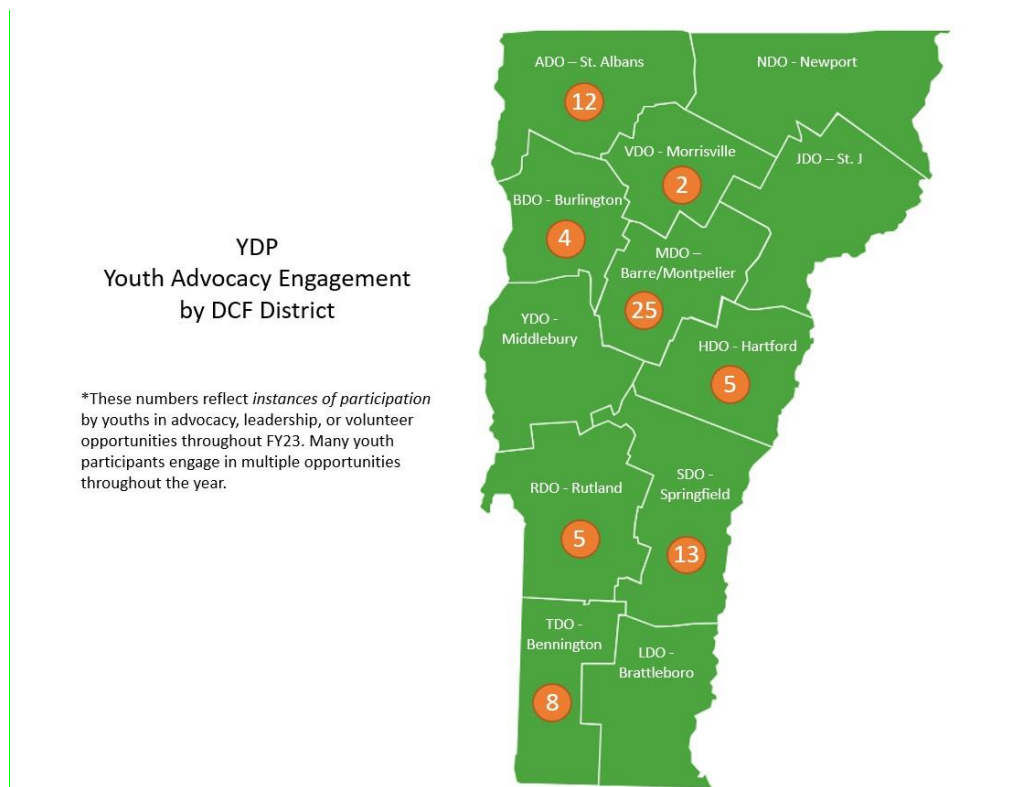 YDP
Youth Advocacy Engagement
by DCF District
*These numbers reflect instances of participation
by youths in advocacy, leadership, or volunteer
opportunities throughout FY23. Many youth
participants engage in multiple opportunities
throughout the year.
ADO – St. Albans
12
NDO - Newport
VDO - Morrisville
2
JDO – St. J
BDO - Burlington
4
MDO –
Barre/Montpelier
25
YDO -
Middlebury
HDO - Hartford
5
RDO - Rutland
5
SDO -
Springfield
13
TDO -
Bennington
8
LDO -
Brattleboro